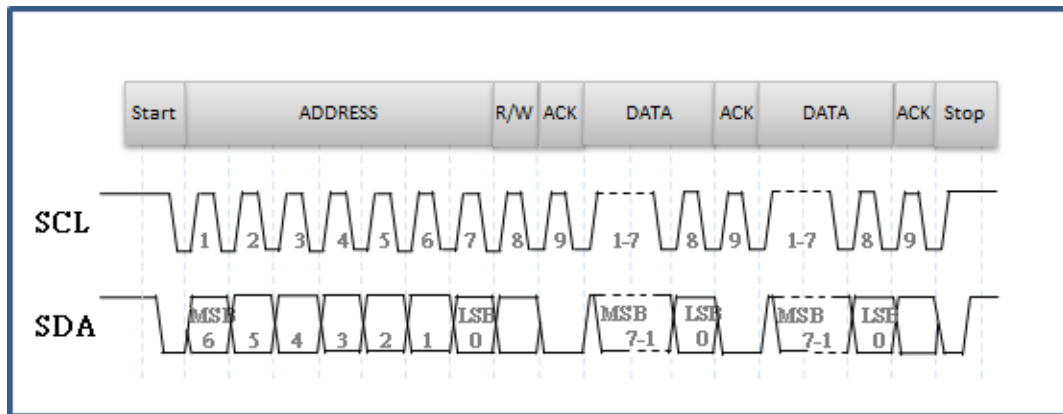 Start ADDRESS R/W ACK DATA ACK DATA ACK Stop
SCL
1 2 3 4 5 6 7 8 9 1-7 8 9 1-7 8 9
SDA
MSB LSB MSB LSB MSB LSB
6 5 4 3 2 1 0 7-1 0 7-1 0